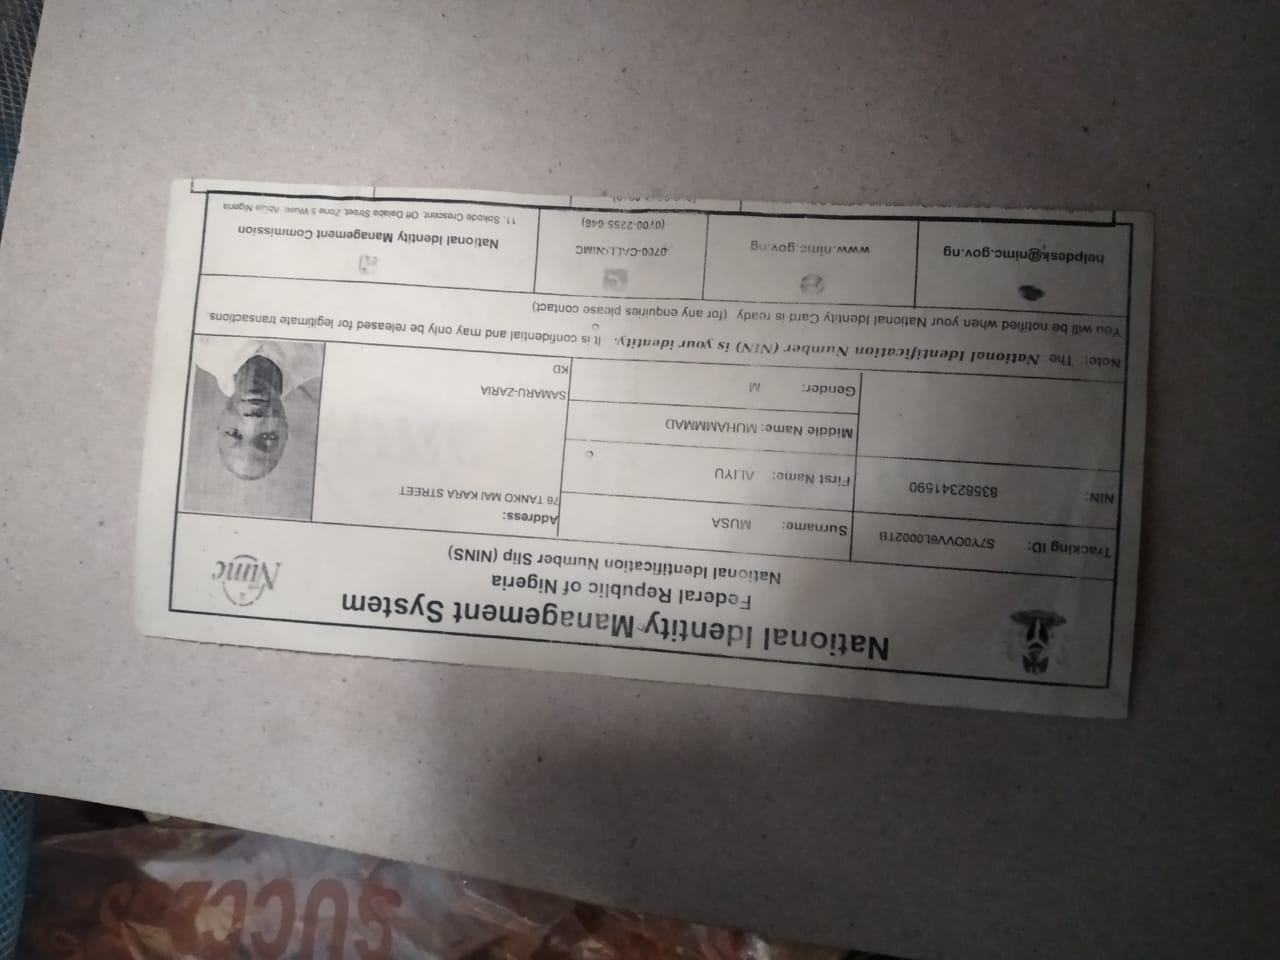 National Identity Management System
Federal Republic of Nigeria
National Identification Number Slip (NINS)
Nimc
Tracking ID: S7Y0OVV6L0002TB
Surname: MUSA
Address:
76 TANKO MAI KARA STREET
NIN: 83582341590
First Name: ALIYU
Middle Name: MUHAMMAD
SAMARU-ZARIA
Gender: M
KD
Note: The National Identification Number (NIN) is your identity. It is confidential and may only be released for legitimate transactions.
You will be notified when your National Identity Card is ready (for any enquiries please contact)
helpdesk@nimc.gov.ng
www.nimc.gov.ng
0700-CALL-NIMC
(0700-2255-646)
National Identity Management Commission
11, Sokode Crescent, Off Dalaba Street, Zone 5 Wuse, Abuja Nigeria
SUCCESS